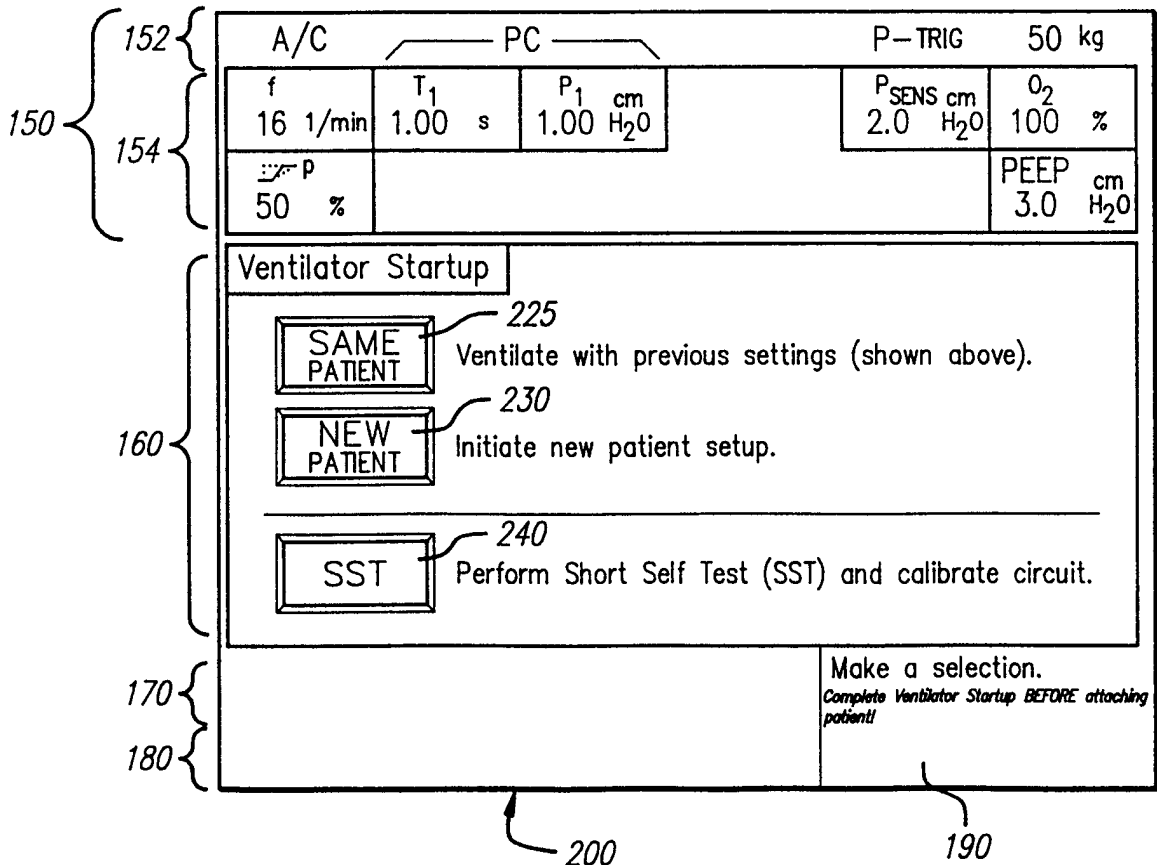 152 A/C PC P-TRIG 50 kg
150
154
f T1 P1 cm PSENS cm O2
16 1/min 1.00 s 1.00 H2O 2.0 H2O 100 %
P PEEP cm
50 % 3.0 H2O
Ventilator Startup
225
SAME
PATIENT
Ventilate with previous settings (shown above).
230
160
NEW
PATIENT
Initiate new patient setup.
240
SST
Perform Short Self Test (SST) and calibrate circuit.
170
Make a selection.
Complete Ventilator Startup BEFORE attaching
patient!
180
200
190